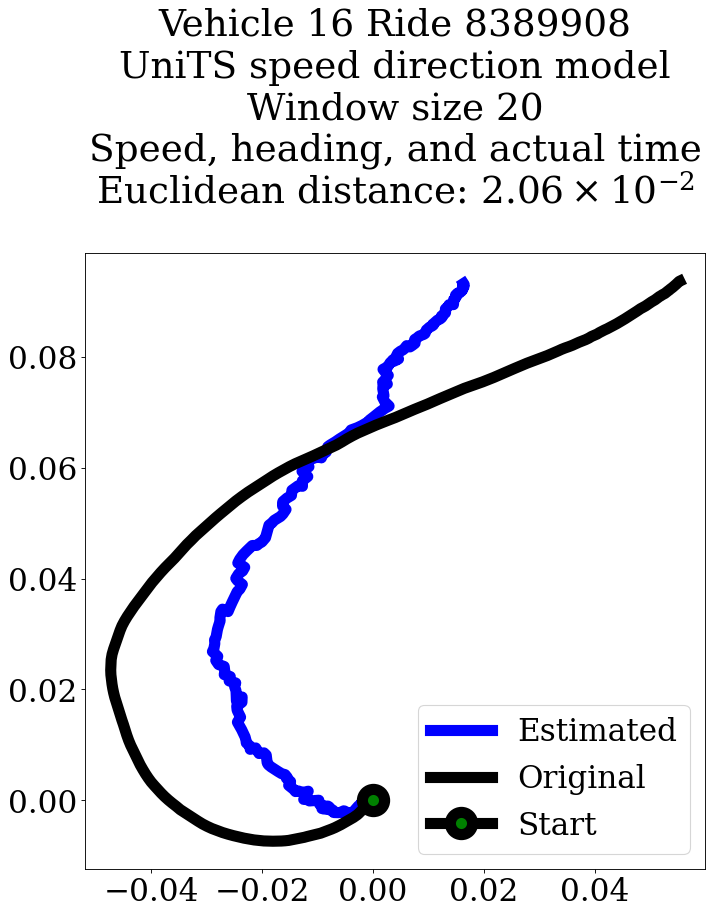 Vehicle 16 Ride 8389908
UniTS speed direction model
Window size 20
Speed, heading, and actual time
Euclidean distance: 2.06 × 10⁻²
0.08
0.06
0.04
0.02
0.00
Estimated
Original
Start
−0.04 −0.02 0.00 0.02 0.04